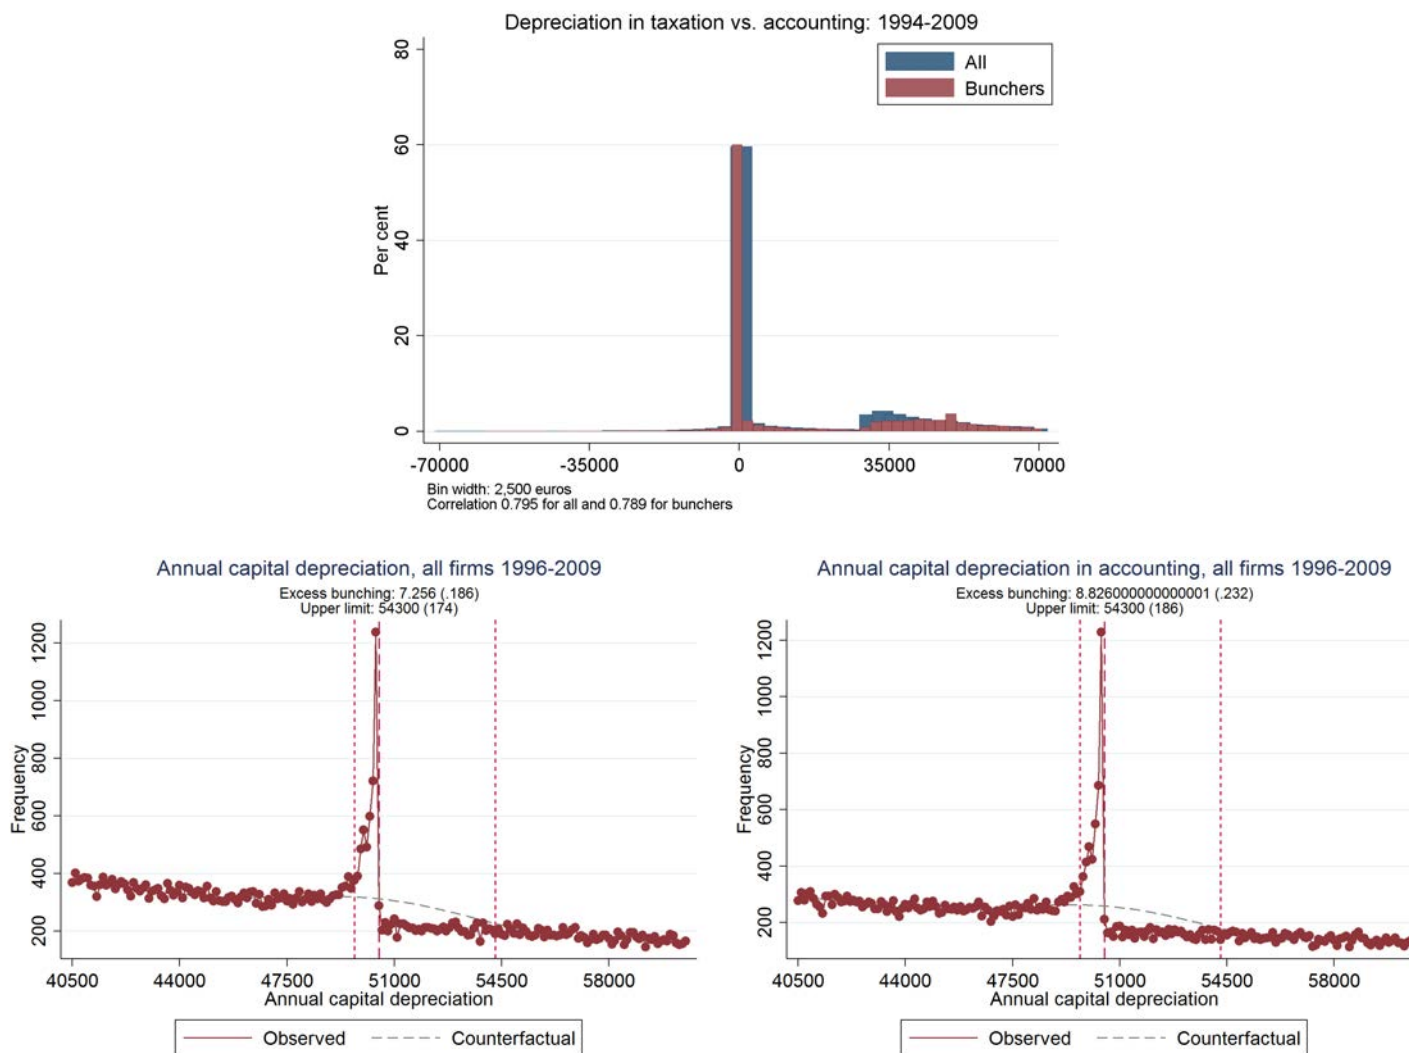 Depreciation in taxation vs. accounting: 1994-2009
80
60
40
20
0
Per cent
All
Bunchers
-70000 -35000 0 35000 70000
Bin width: 2,500 euros
Correlation 0.795 for all and 0.789 for bunchers
Annual capital depreciation, all firms 1996-2009
Excess bunching: 7.256 (.186)
Upper limit: 54300 (174)
1200
1000
800
600
400
200
Frequency
40500 44000 47500 51000 54500 58000
Annual capital depreciation
Observed Counterfactual
Annual capital depreciation in accounting, all firms 1996-2009
Excess bunching: 8.826000000000001 (.232)
Upper limit: 54300 (186)
1200
1000
800
600
400
200
Frequency
40500 44000 47500 51000 54500 58000
Annual capital depreciation
Observed Counterfactual